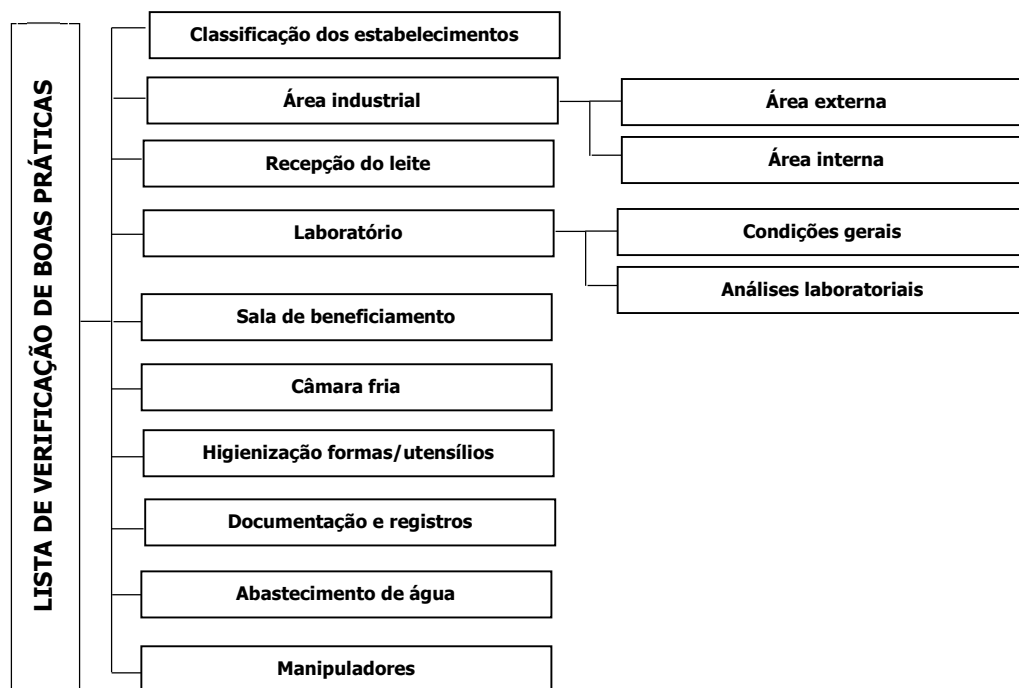 LISTA DE VERIFICAÇÃO DE BOAS PRÁTICAS
Classificação dos estabelecimentos
Área industrial
Área externa
Área interna
Recepção do leite
Laboratório
Condições gerais
Análises laboratoriais
Sala de beneficiamento
Câmara fria
Higienização formas/utensílios
Documentação e registros
Abastecimento de água
Manipuladores